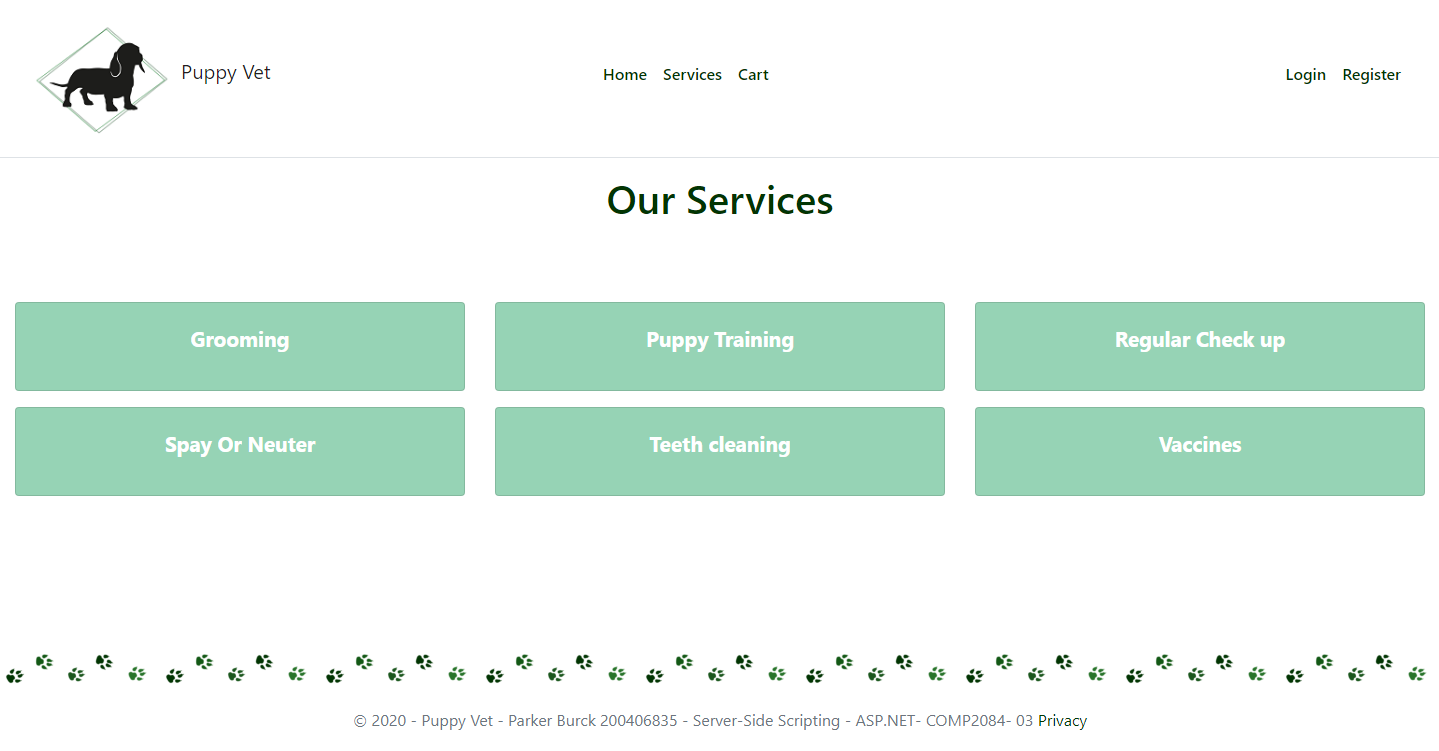 Puppy Vet
Home Services Cart
Login Register
Our Services
Grooming
Puppy Training
Regular Check up
Spay Or Neuter
Teeth cleaning
Vaccines
© 2020 - Puppy Vet - Parker Burck 200406835 - Server-Side Scripting - ASP.NET- COMP2084- 03 Privacy